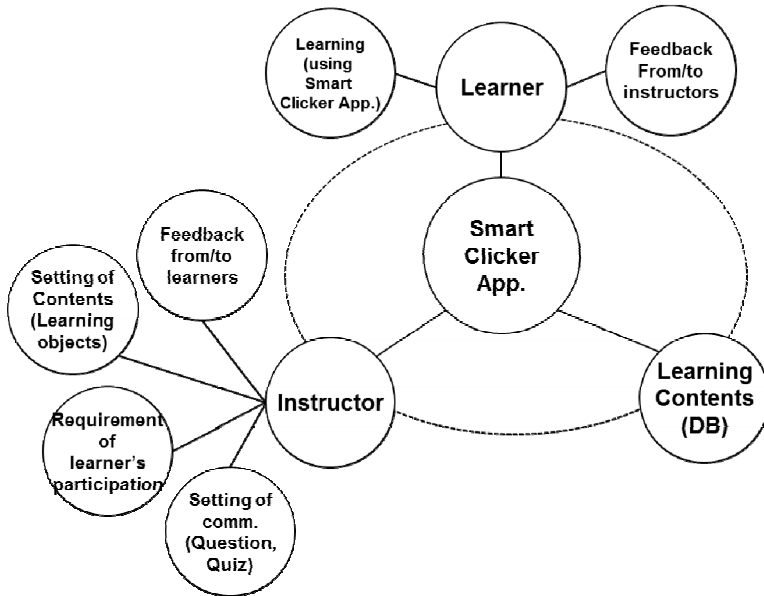 Learning
(using
Smart
Clicker App.)
Learner
Feedback
From/to
instructors
Smart
Clicker
App.
Feedback
from/to
learners
Setting of
Contents
(Learning
objects)
Instructor
Learning
Contents
(DB)
Requirement
of
learner's
participation
Setting of
comm.
(Question,
Quiz)